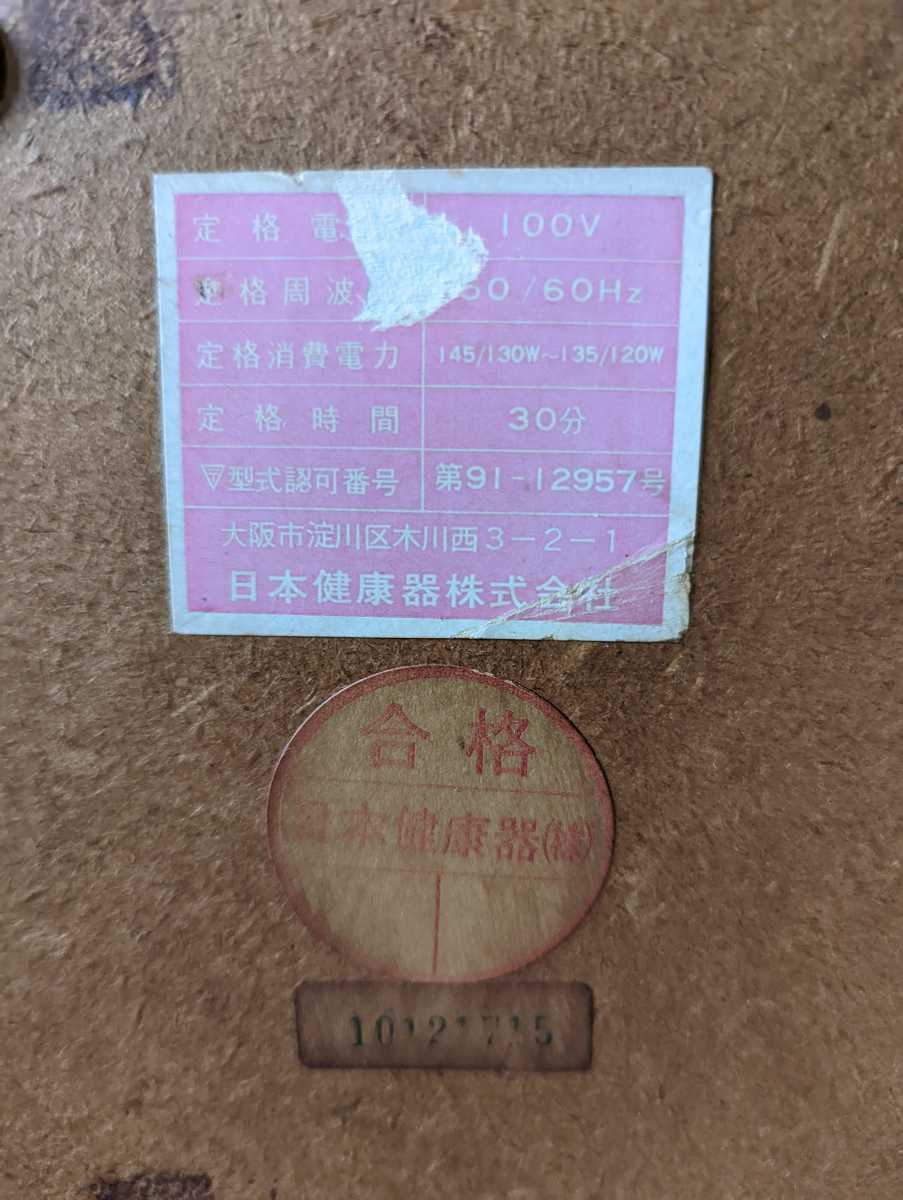 定格電 100V
定格周波 50/60Hz
定格消費電力 145/130W~135/120W
定格時間 30分
型式認可番号 第91-12957号
大阪市淀川区木川西3-2-1
日本健康器株式会社
合格
日本健康器(株)